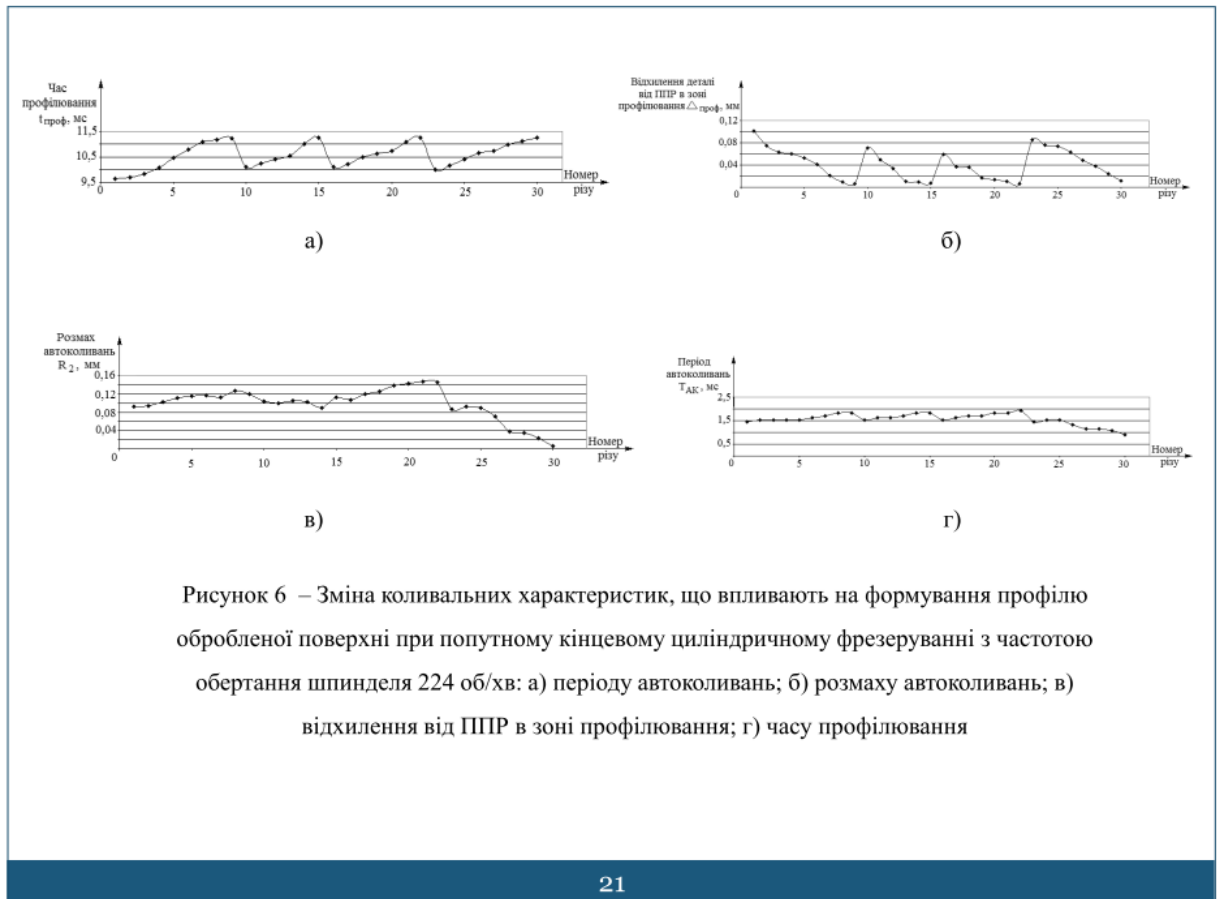 Час
профілювання
t проф, мс
11,5
10,5
9,5
0
5
10
15
20
25
30
Номер
різу
а)
Відхилення деталі
від ППР в зоні
профілювання △ проф, мм
0,12
0,08
0,04
0
5
10
15
20
25
30
Номер
різу
б)
Розмах
автоколивань
R 2 , мм
0,16
0,12
0,08
0,04
0
5
10
15
20
25
30
Номер
різу
в)
Період
автоколивань
T АК , мс
2,5
1,5
0,5
0
5
10
15
20
25
30
Номер
різу
г)
Рисунок 6 – Зміна коливальних характеристик, що впливають на формування профілю
обробленої поверхні при попутному кінцевому циліндричному фрезеруванні з частотою
обертання шпинделя 224 об/хв: а) періоду автоколивань; б) розмаху автоколивань; в)
відхилення від ППР в зоні профілювання; г) часу профілювання
21